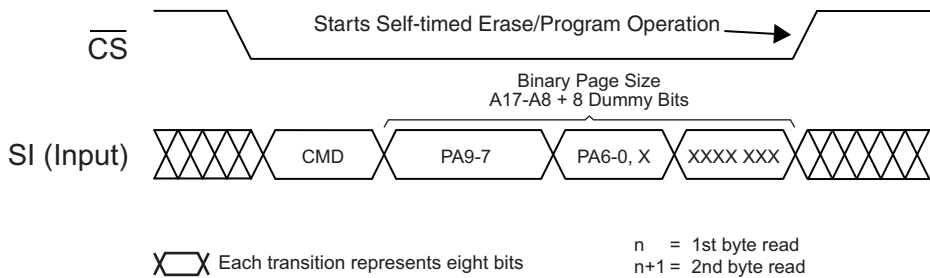 Starts Self-timed Erase/Program Operation
CS
Binary Page Size
A17-A8 + 8 Dummy Bits
SI (Input)
CMD
PA9-7
PA6-0, X
XXXX XXX
Each transition represents eight bits
n = 1st byte read
n+1 = 2nd byte read